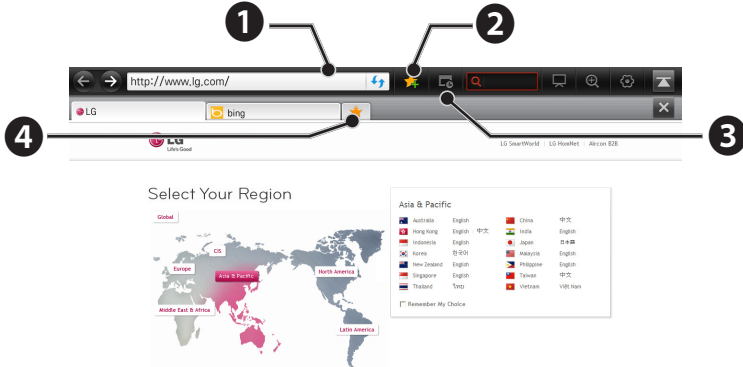 1
2
http://www.lg.com/
LG
bing
4
3
LG
Life's Good
LG SmartWorld | LG HomNet | Aircon B2B
Select Your Region
Global
CIS
Europe
Asia & Pacific
North America
Middle East & Africa
Latin America
Asia & Pacific
Australia English China 中文
Hong Kong English 中文 India English
Indonesia English Japan 日本語
Korea 한국어 Malaysia English
New Zealand English Philippine English
Singapore English Taiwan 中文
Thailand ไทย Vietnam Việt Nam
Remember My Choice